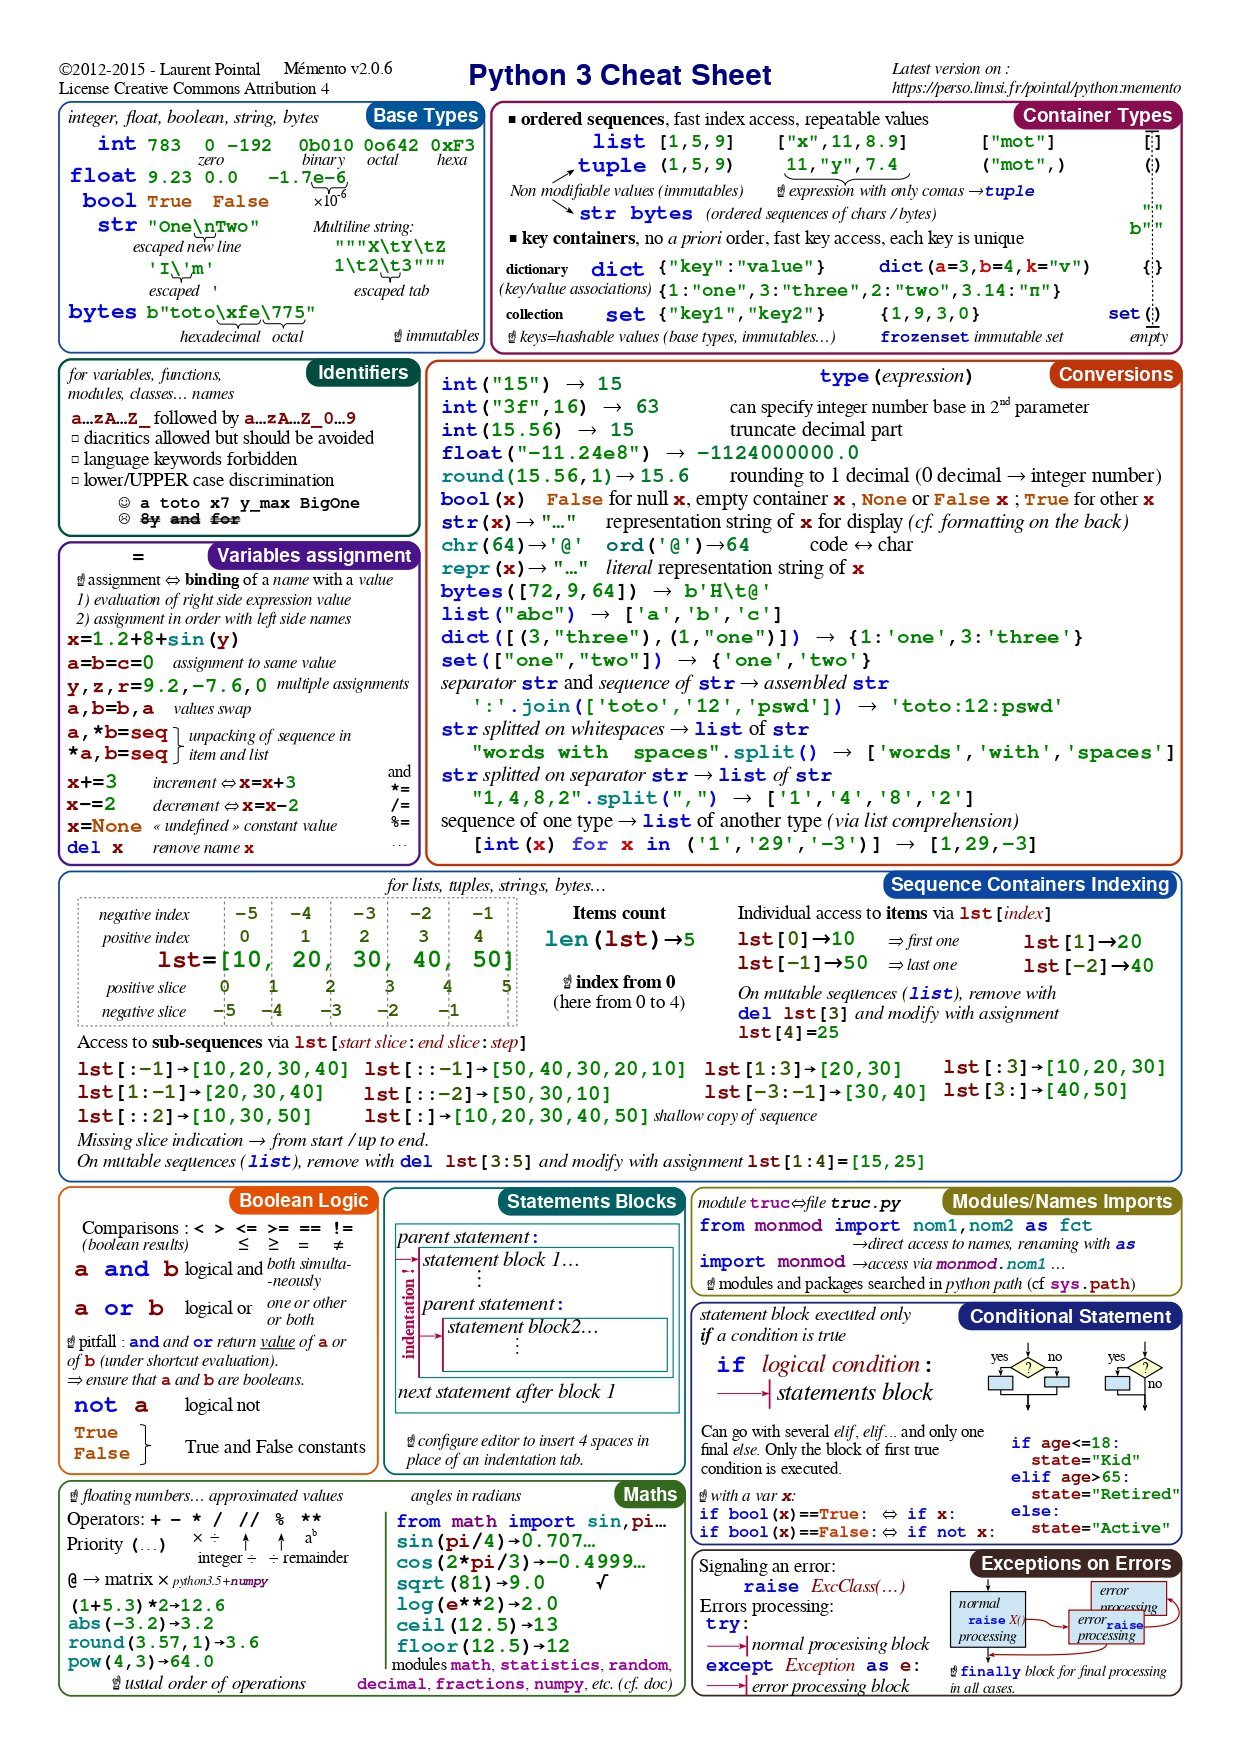 ©2012-2015 - Laurent Pointal Mémento v2.0.6
License Creative Commons Attribution 4
Python 3 Cheat Sheet
Latest version on :
https://perso.limsi.fr/pointal/python:memento
Base Types
integer, float, boolean, string, bytes
int 783 0 -192 0b010 0o642 0xF3
zero binary octal hexa
float 9.23 0.0 -1.7e-6
×10-6
bool True False
str "One\nTwo"
escaped new line
'I\'m'
escaped '
Multiline string:
"""X\tY\tZ
1\t2\t3"""
escaped tab
bytes b"toto\xfe\775"
hexadecimal octal
☝ immutables
Container Types
▪ ordered sequences, fast index access, repeatable values
list [1,5,9] ["x",11,8.9] ["mot"] []
tuple (1,5,9) 11,"y",7.4 ("mot",) ()
Non modifiable values (immutables) ☝ expression with only comas →tuple
str bytes (ordered sequences of chars / bytes)
""
b""
▪ key containers, no a priori order, fast key access, each key is unique
dictionary dict {"key":"value"} dict(a=3,b=4,k="v") {}
(key/value associations) {1:"one",3:"three",2:"two",3.14:"π"}
collection set {"key1","key2"} {1,9,3,0} set()
☝ keys=hashable values (base types, immutables…) frozenset immutable set empty
Identifiers
for variables, functions,
modules, classes… names
a…zA…Z_ followed by a…zA…Z_0…9
□ diacritics allowed but should be avoided
□ language keywords forbidden
□ lower/UPPER case discrimination
☺ a toto x7 y_max BigOne
☹ 8y and for
= Variables assignment
☝ assignment ⇔ binding of a name with a value
1) evaluation of right side expression value
2) assignment in order with left side names
x=1.2+8+sin(y)
a=b=c=0 assignment to same value
y,z,r=9.2,-7.6,0 multiple assignments
a,b=b,a values swap
a,*b=seq unpacking of sequence in
*a,b=seq item and list
x+=3 increment ⇔ x=x+3
x-=2 decrement ⇔ x=x-2
x=None « undefined » constant value
del x remove name x
and
*=
/=
%=
…
Conversions
int("15") → 15
type(expression)
int("3f",16) → 63 can specify integer number base in 2nd parameter
int(15.56) → 15 truncate decimal part
float("-11.24e8") → -1124000000.0
round(15.56,1)→ 15.6 rounding to 1 decimal (0 decimal → integer number)
bool(x) False for null x, empty container x , None or False x ; True for other x
str(x)→ "…" representation string of x for display (cf. formatting on the back)
chr(64)→'@' ord('@')→64 code ↔ char
repr(x)→ "…" literal representation string of x
bytes([72,9,64]) → b'H\t@'
list("abc") → ['a','b','c']
dict([(3,"three"),(1,"one")]) → {1:'one',3:'three'}
set(["one","two"]) → {'one','two'}
separator str and sequence of str → assembled str
':'.join(['toto','12','pswd']) → 'toto:12:pswd'
str splitted on whitespaces → list of str
"words with  spaces".split() → ['words','with','spaces']
str splitted on separator str → list of str
"1,4,8,2".split(",") → ['1','4','8','2']
sequence of one type → list of another type (via list comprehension)
[int(x) for x in ('1','29','-3')] → [1,29,-3]
Sequence Containers Indexing
for lists, tuples, strings, bytes…
negative index -5 -4 -3 -2 -1
positive index 0 1 2 3 4
lst=[10, 20, 30, 40, 50]
positive slice 0 1 2 3 4 5
negative slice -5 -4 -3 -2 -1
Items count
len(lst)→5
☝ index from 0
(here from 0 to 4)
Individual access to items via lst[index]
lst[0]→10 ⇒ first one lst[1]→20
lst[-1]→50 ⇒ last one lst[-2]→40
On mutable sequences (list), remove with
del lst[3] and modify with assignment
lst[4]=25
Access to sub-sequences via lst[start slice:end slice:step]
lst[:-1]→[10,20,30,40] lst[::-1]→[50,40,30,20,10] lst[1:3]→[20,30] lst[:3]→[10,20,30]
lst[1:-1]→[20,30,40] lst[::-2]→[50,30,10] lst[-3:-1]→[30,40] lst[3:]→[40,50]
lst[::2]→[10,30,50] lst[:]→[10,20,30,40,50] shallow copy of sequence
Missing slice indication → from start / up to end.
On mutable sequences (list), remove with del lst[3:5] and modify with assignment lst[1:4]=[15,25]
Boolean Logic
Comparisons : < > <= >= == !=
(boolean results) ≤ ≥ = ≠
a and b logical and both simulta-
-neously
a or b logical or one or other
or both
☝ pitfall : and and or return value of a or
of b (under shortcut evaluation).
⇒ ensure that a and b are booleans.
not a logical not
True
False
True and False constants
Statements Blocks
parent statement:
statement block 1…
⋮
parent statement:
statement block2…
⋮
next statement after block 1
indentation !
☝ configure editor to insert 4 spaces in
place of an indentation tab.
Modules/Names Imports
module truc⇔file truc.py
from monmod import nom1,nom2 as fct
→direct access to names, renaming with as
import monmod →access via monmod.nom1 …
☝ modules and packages searched in python path (cf sys.path)
Conditional Statement
statement block executed only
if a condition is true
if logical condition:
statements block
yes ? no
yes ?
no
Can go with several elif, elif... and only one
final else. Only the block of first true
condition is executed.
☝ with a var x:
if bool(x)==True: ⇔ if x:
if bool(x)==False: ⇔ if not x:
if age<=18:
state="Kid"
elif age>65:
state="Retired"
else:
state="Active"
Maths
☝ floating numbers… approximated values angles in radians
Operators: + - * / // % **
× ÷ ab
Priority (…)
integer ÷ ÷ remainder
@ → matrix × python3.5+numpy
(1+5.3)*2→12.6
abs(-3.2)→3.2
round(3.57,1)→3.6
pow(4,3)→64.0
☝ usual order of operations
from math import sin,pi…
sin(pi/4)→0.707…
cos(2*pi/3)→-0.4999…
sqrt(81)→9.0 √
log(e**2)→2.0
ceil(12.5)→13
floor(12.5)→12
modules math, statistics, random,
decimal, fractions, numpy, etc. (cf. doc)
Exceptions on Errors
Signaling an error:
raise ExcClass(…)
Errors processing:
try:
normal procesising block
except Exception as e:
error processing block
normal
raise X()
processing
error
processing
error raise
processing
☝ finally block for final processing
in all cases.